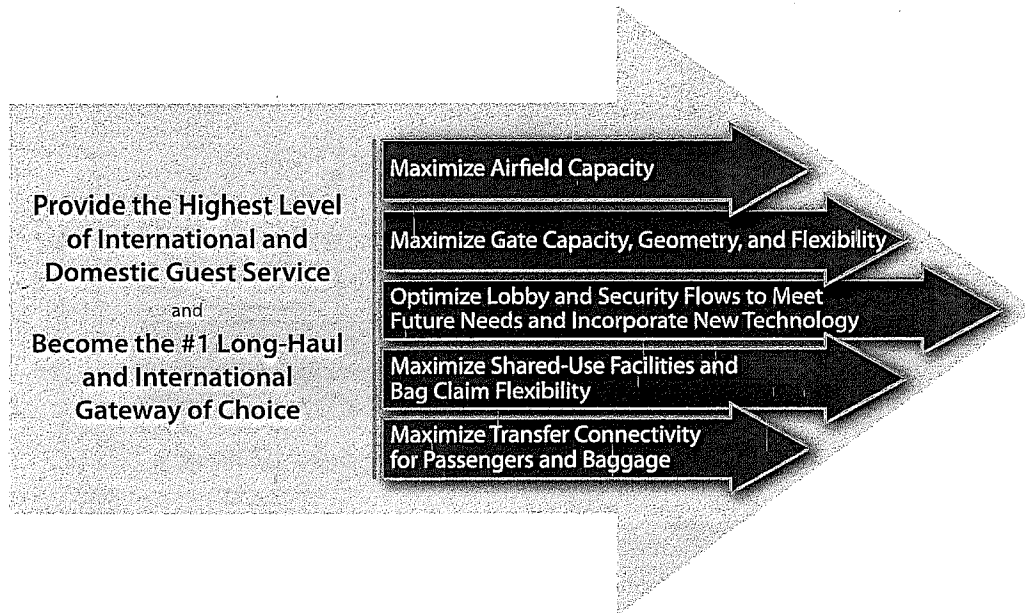 Provide the Highest Level
of International and
Domestic Guest Service
and
Become the #1 Long-Haul
and International
Gateway of Choice
Maximize Airfield Capacity
Maximize Gate Capacity, Geometry, and Flexibility
Optimize Lobby and Security Flows to Meet
Future Needs and Incorporate New Technology
Maximize Shared-Use Facilities and
Bag Claim Flexibility
Maximize Transfer Connectivity
for Passengers and Baggage